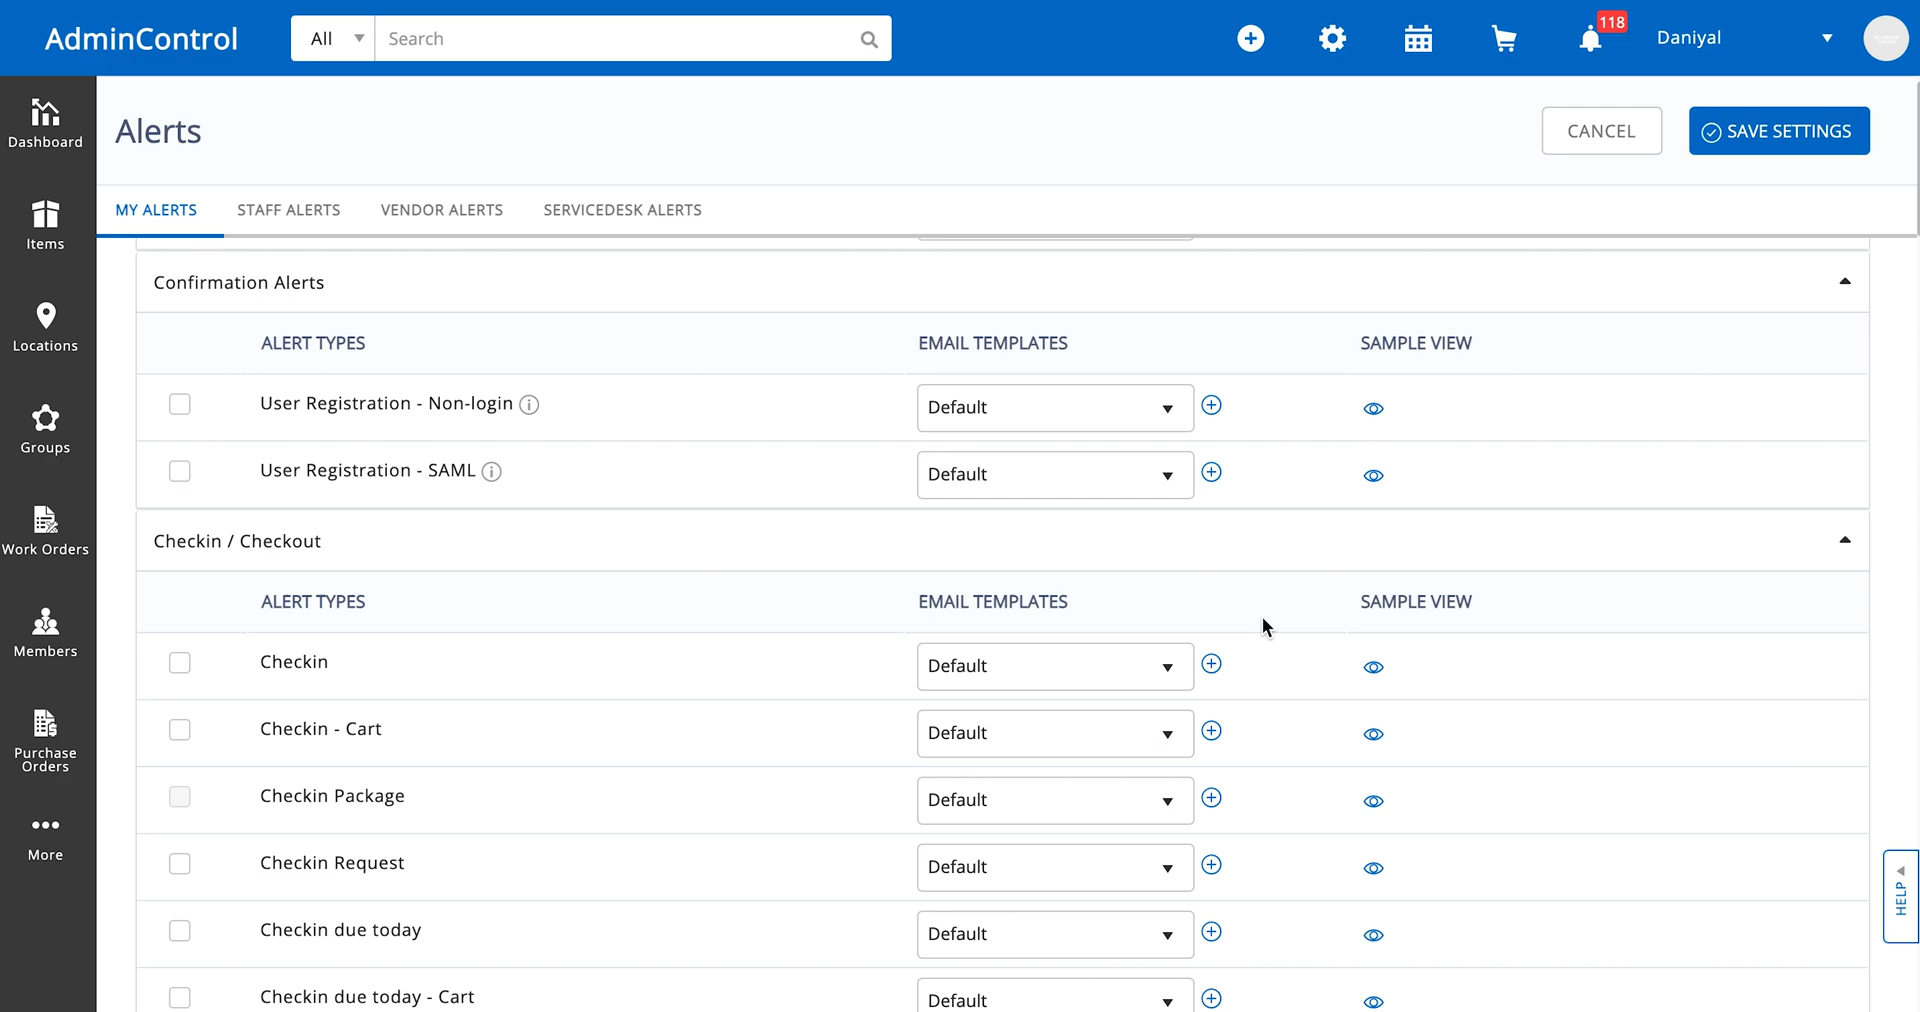 AdminControl
All
Search
118
Daniyal
Dashboard
Items
Locations
Groups
Work Orders
Members
Purchase
Orders
More
Alerts
CANCEL
SAVE SETTINGS
MY ALERTS
STAFF ALERTS
VENDOR ALERTS
SERVICEDESK ALERTS
Confirmation Alerts
ALERT TYPES
EMAIL TEMPLATES
SAMPLE VIEW
User Registration - Non-login
Default
User Registration - SAML
Default
Checkin / Checkout
ALERT TYPES
EMAIL TEMPLATES
SAMPLE VIEW
Checkin
Default
Checkin - Cart
Default
Checkin Package
Default
Checkin Request
Default
Checkin due today
Default
Checkin due today - Cart
Default
HELP